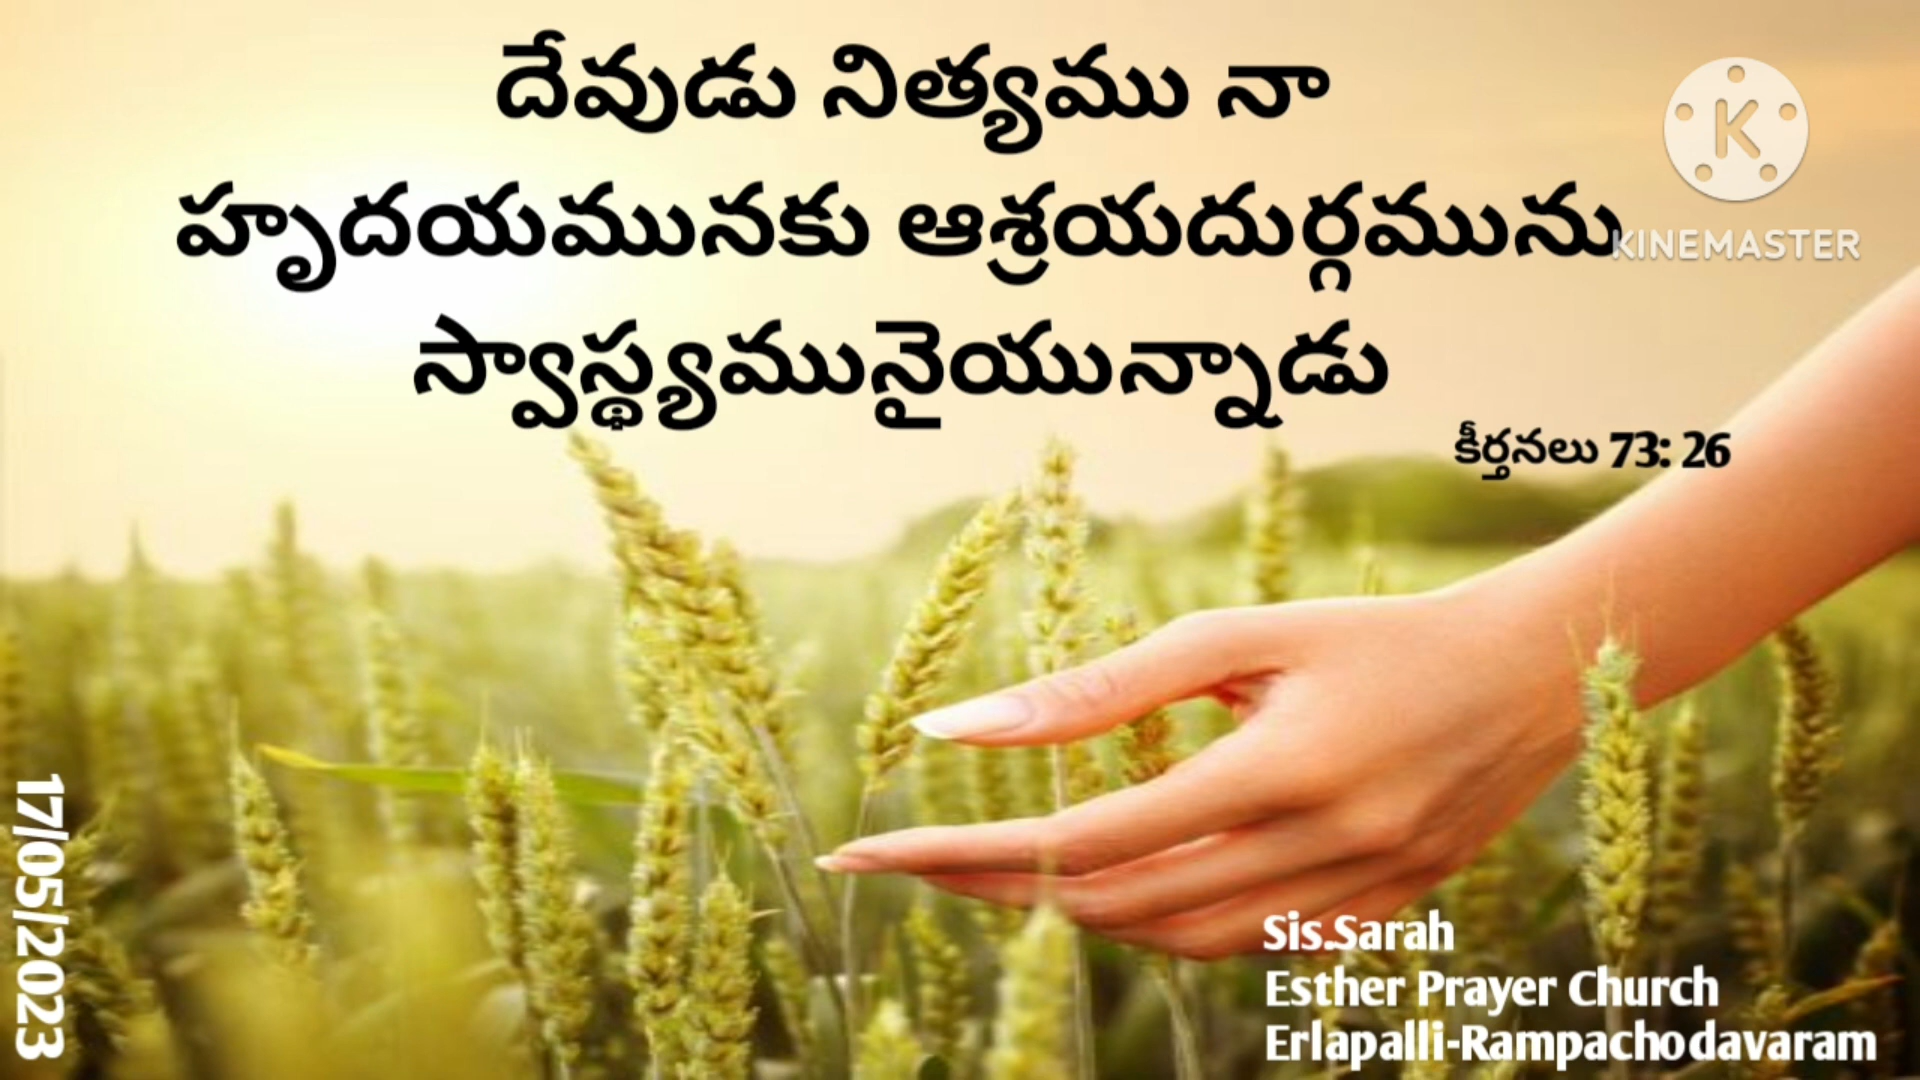 దేవుడు నిత్యము నా
హృదయమునకు ఆశ్రయదుర్గమును
స్వాస్థ్యమునైయున్నాడు
కీర్తనలు 73: 26
K
KINEMASTER
17/05/2023
Sis.Sarah
Esther Prayer Church
Erlapalli-Rampachodavaram